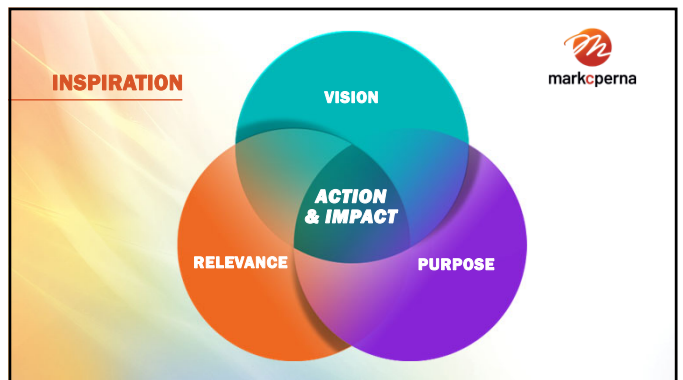 INSPIRATION
markcperna
VISION
ACTION
& IMPACT
RELEVANCE
PURPOSE